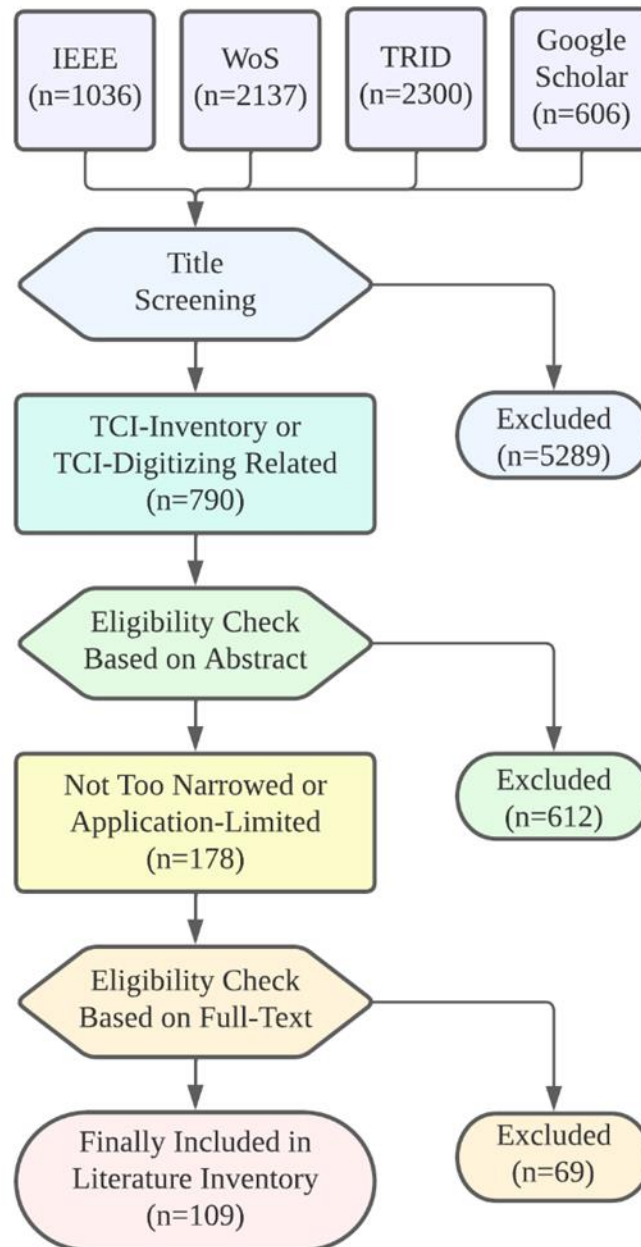 IEEE
(n=1036)
WoS
(n=2137)
TRID
(n=2300)
Google
Scholar
(n=606)
Title
Screening
TCI-Inventory or
TCI-Digitizing Related
(n=790)
Excluded
(n=5289)
Eligibility Check
Based on Abstract
Not Too Narrowed or
Application-Limited
(n=178)
Excluded
(n=612)
Eligibility Check
Based on Full-Text
Finally Included in
Literature Inventory
(n=109)
Excluded
(n=69)